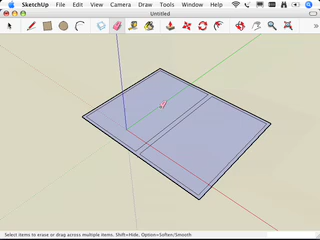 SketchUp File Edit View Camera Draw Tools Window Help
Untitled
Select items to erase or drag across multiple items. Shift=Hide, Option=Soften/Smooth